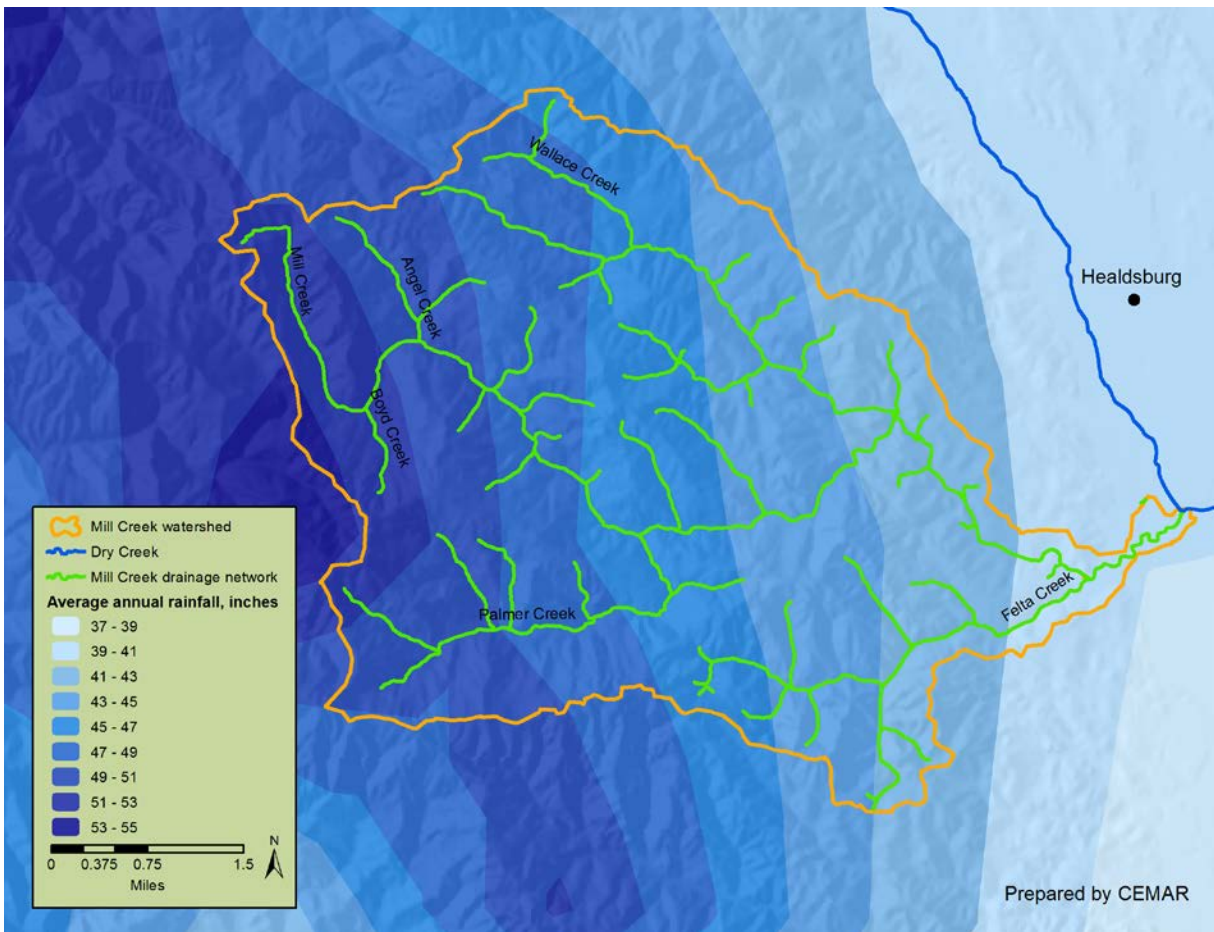 Wallace Creek
Mill Creek
Angel Creek
Healdsburg
Boyd Creek
Palmer Creek
Felta Creek
Mill Creek watershed
Dry Creek
Mill Creek drainage network
Average annual rainfall, inches
37 - 39
39 - 41
41 - 43
43 - 45
45 - 47
47 - 49
49 - 51
51 - 53
53 - 55
N
0 0.375 0.75 1.5
Miles
Prepared by CEMAR